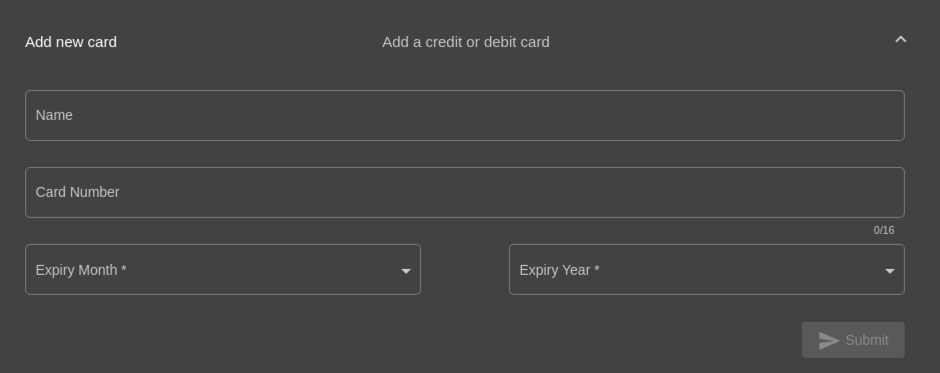 Add new card Add a credit or debit card
Name
Card Number
0/16
Expiry Month * Expiry Year *
Submit